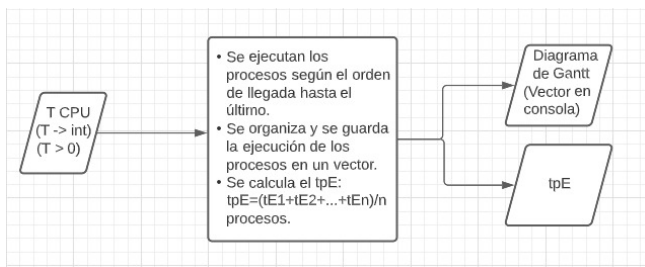 T CPU
(T -> int)
(T > 0)
• Se ejecutan los
procesos según el orden
de llegada hasta el
último.
• Se organiza y se guarda
la ejecución de los
procesos en un vector.
• Se calcula el tpE:
tpE=(tE1+tE2+...+tEn)/n
procesos.
Diagrama
de Gantt
(Vector en
consola)
tpE